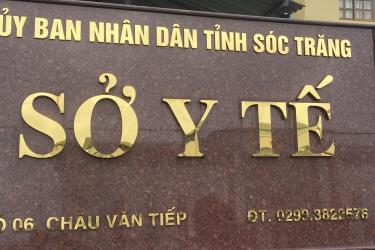 ỦY BAN NHÂN DÂN TỈNH SÓC TRĂNG
SỞ Y TẾ
06, CHÂU VĂN TIẾP ĐT. 0299.3822576